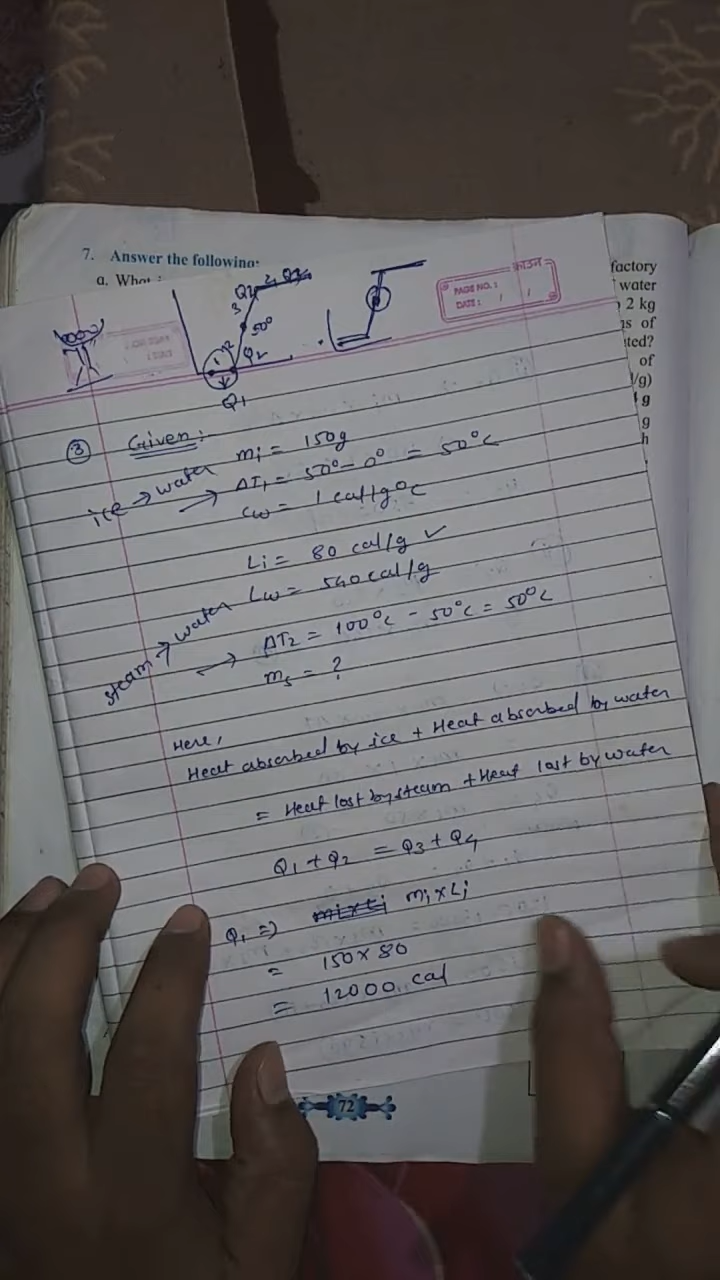 7. Answer the following:
a. What
factory
water
2 kg
of
ted?
of
/g)
g
g
h
काउन
PAGE NO. :
DATE : / /
Q2
3
50°
Q2
Q1
③ Given:
ice → water mi = 150g
→ ΔT1 = 50° - 0° = 50°C
cw = 1 cal/g°C
Li = 80 cal/g ✓
steam → water Lw = 540 cal/g
→ ΔT2 = 100°C - 50°C = 50°C
ms = ?
Here,
Heat absorbed by ice + Heat absorbed by water
= Heat lost by steam + Heat lost by water
Q1 + Q2 = Q3 + Q4
Q1 ⇒ mi x Li
= 150 x 80
= 12000 cal
72